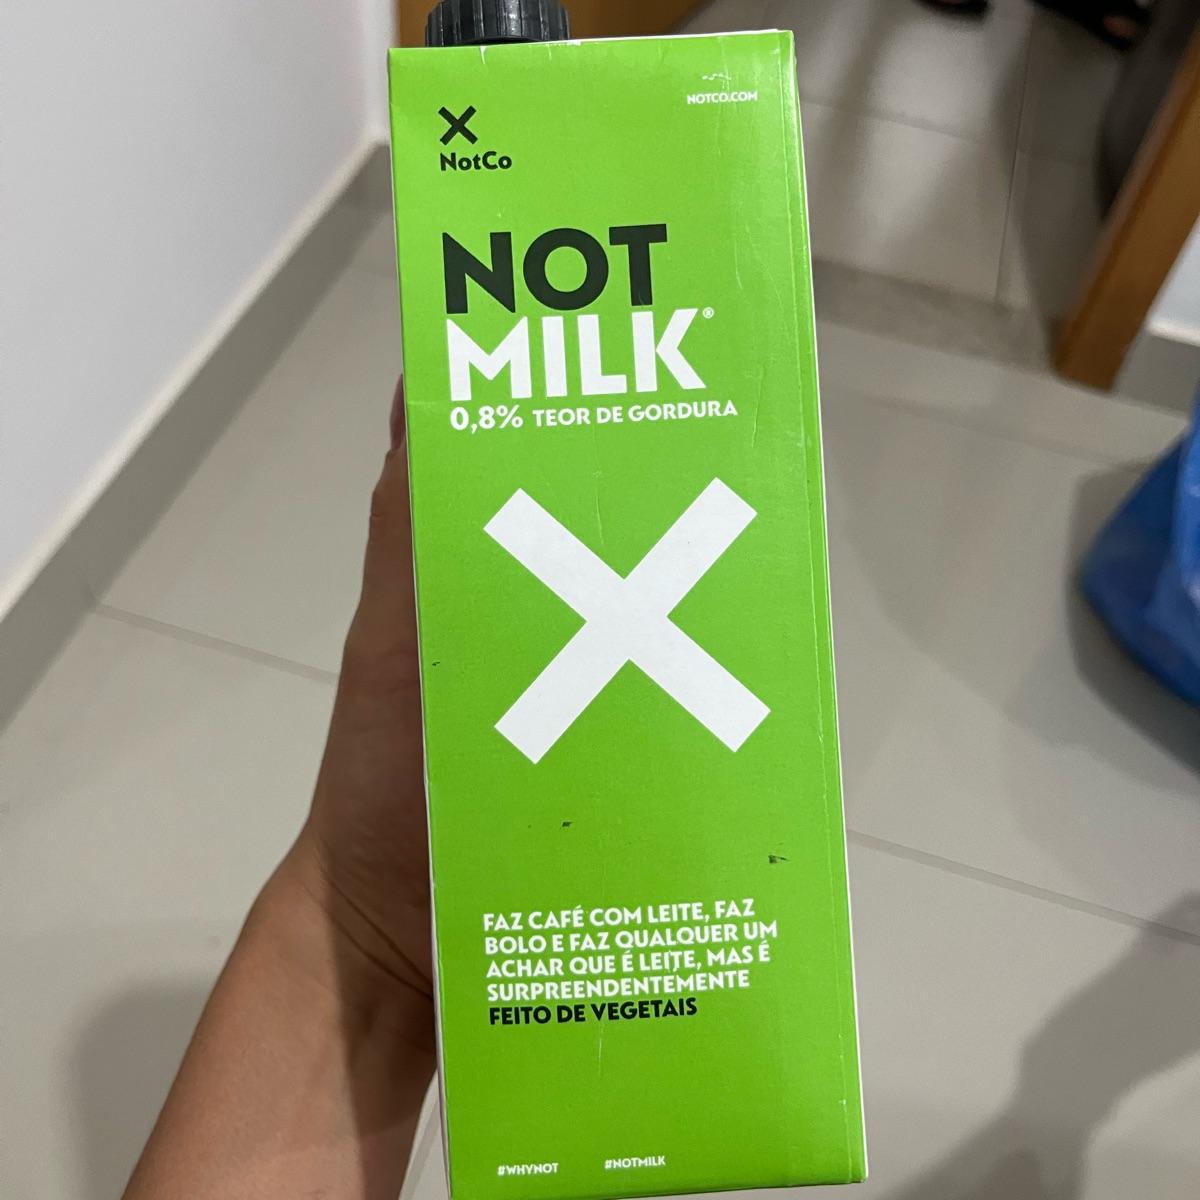 NOTCO.COM
NotCo
NOT
MILK®
0,8% TEOR DE GORDURA
FAZ CAFÉ COM LEITE, FAZ
BOLO E FAZ QUALQUER UM
ACHAR QUE É LEITE, MAS É
SURPREENDENTEMENTE
FEITO DE VEGETAIS
#WHYNOT #NOTMILK